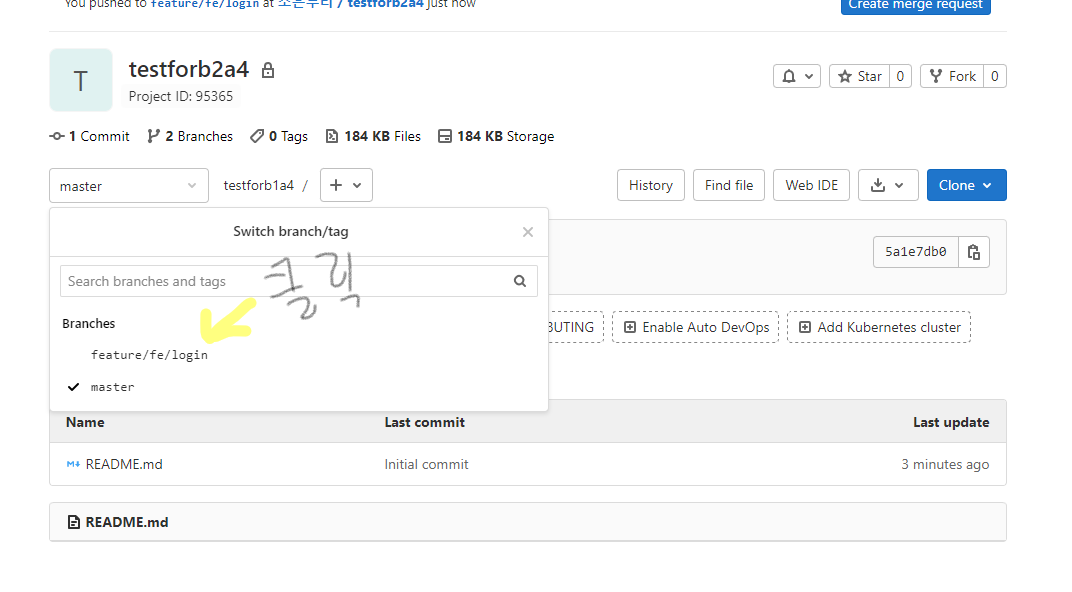 You pushed to feature/fe/login at 소은누리 / testforb2a4 just now
Create merge request
T
testforb2a4
Project ID: 95365
Star 0
Fork 0
1 Commit 2 Branches 0 Tags 184 KB Files 184 KB Storage
master
testforb1a4 /
History
Find file
Web IDE
Clone
Switch branch/tag
5a1e7db0
Search branches and tags
클릭
BUTING
Enable Auto DevOps
Add Kubernetes cluster
Branches
feature/fe/login
master
Name Last commit Last update
README.md Initial commit 3 minutes ago
README.md